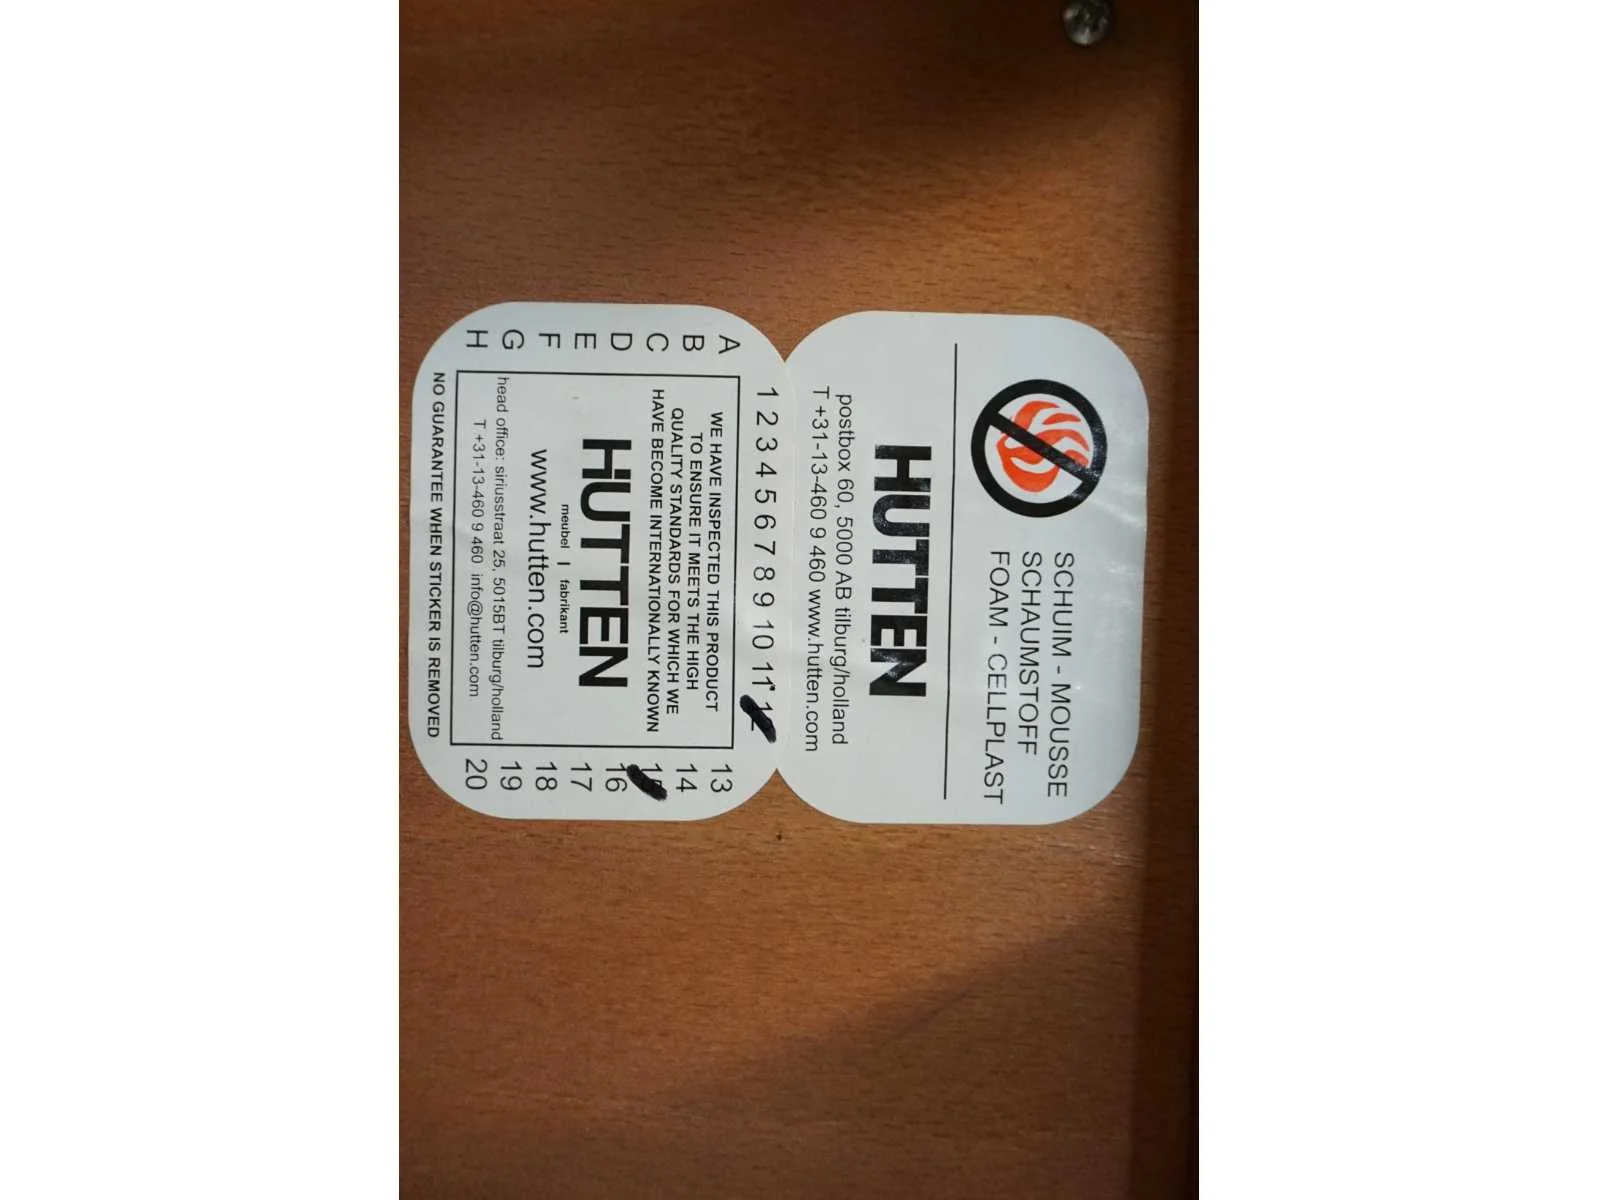 SCHUIM - MOUSSE
SCHAUMSTOFF
FOAM - CELLPLAST
HUTTEN
postbox 60, 5000 AB tilburg/holland
T +31-13-460 9 460 www.hutten.com
1 2 3 4 5 6 7 8 9 10 11 12
A
B
C
D
E
F
G
H
WE HAVE INSPECTED THIS PRODUCT
TO ENSURE IT MEETS THE HIGH
QUALITY STANDARDS FOR WHICH WE
HAVE BECOME INTERNATIONALLY KNOWN
HUTTEN
meubel | fabrikant
www.hutten.com
head office: siriusstraat 25, 5015BT tilburg/holland
T +31-13-460 9 460 info@hutten.com
13
14
15
16
17
18
19
20
NO GUARANTEE WHEN STICKER IS REMOVED